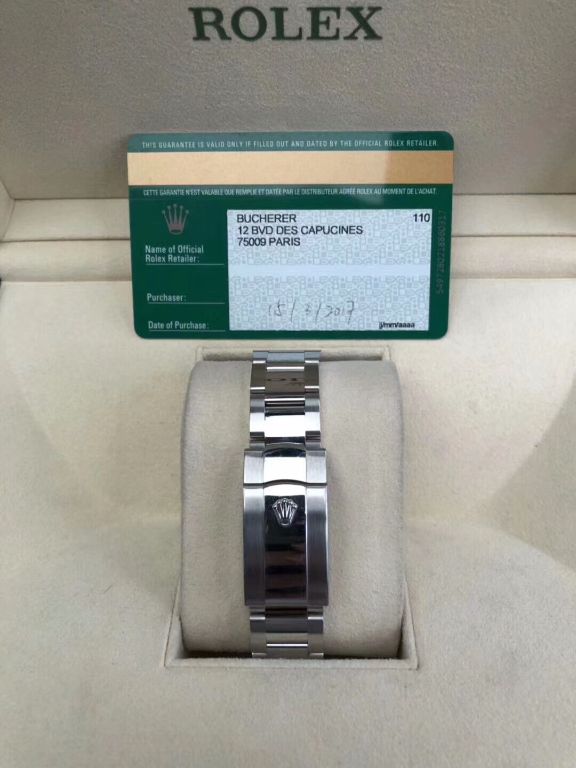 ROLEX
THIS GUARANTEE IS VALID ONLY IF FILLED OUT AND DATED BY THE OFFICIAL ROLEX RETAILER.
CETTE GARANTIE N'EST VALABLE QUE REMPLIE ET DATÉE PAR LE DISTRIBUTEUR AGRÉÉ ROLEX AU MOMENT DE L'ACHAT.
BUCHERER 110
12 BVD DES CAPUCINES
75009 PARIS
Name of Official
Rolex Retailer:
Purchaser:
Date of Purchase: 15/3/2017
jj/mm/aaaa